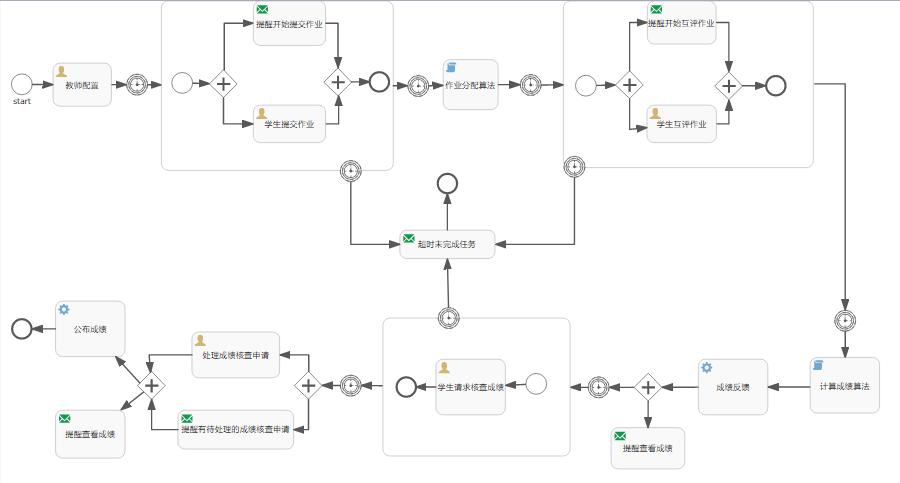 提醒开始提交作业
提醒开始互评作业
start
教师配置
作业分配算法
学生提交作业
学生互评作业
超时未完成任务
公布成绩
处理成绩核查申请
学生请求核查成绩
成绩反馈
计算成绩算法
提醒查看成绩
提醒有待处理的成绩核查申请
提醒查看成绩